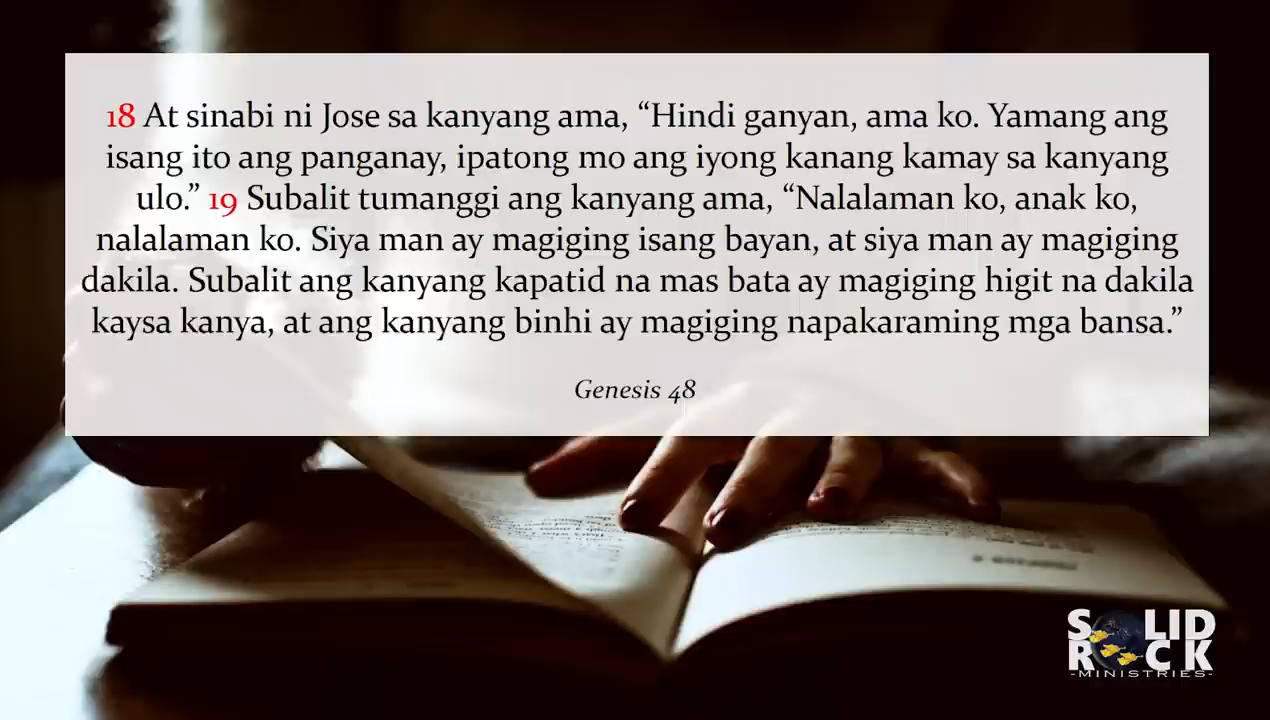 18 At sinabi ni Jose sa kanyang ama, “Hindi ganyan, ama ko. Yamang ang
isang ito ang panganay, ipatong mo ang iyong kanang kamay sa kanyang
ulo.” 19 Subalit tumanggi ang kanyang ama, “Nalalaman ko, anak ko,
nalalaman ko. Siya man ay magiging isang bayan, at siya man ay magiging
dakila. Subalit ang kanyang kapatid na mas bata ay magiging higit na dakila
kaysa kanya, at ang kanyang binhi ay magiging napakaraming mga bansa.”
Genesis 48
SOLID
ROCK
-MINISTRIES-